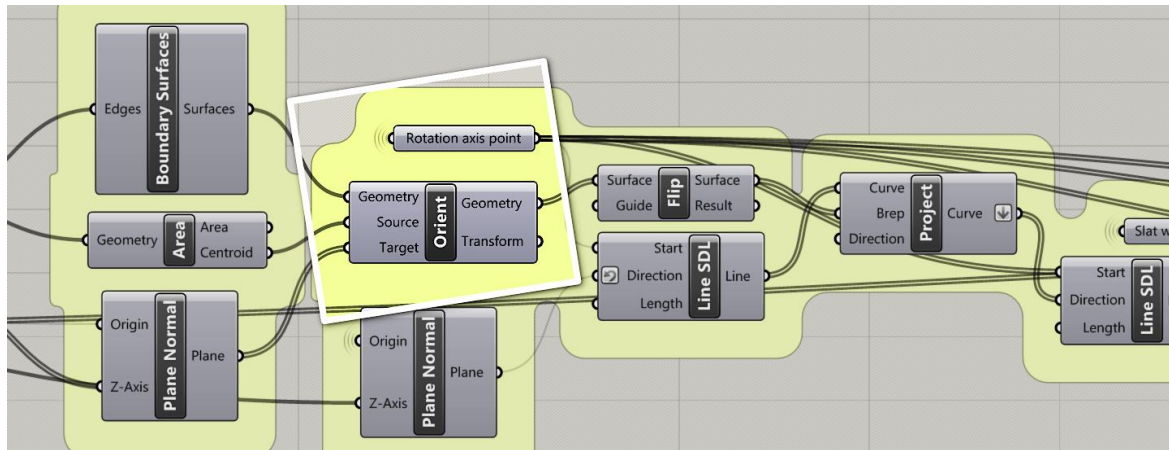 Edges
Boundary Surfaces
Surfaces
Geometry
Area
Area
Centroid
Origin
Z-Axis
Plane Normal
Plane
Rotation axis point
Geometry
Source
Target
Orient
Geometry
Transform
Origin
Z-Axis
Plane Normal
Plane
Surface
Guide
Flip
Surface
Result
Start
Direction
Length
Line SDL
Line
Curve
Brep
Direction
Project
Curve
Slat w
Start
Direction
Length
Line SDL